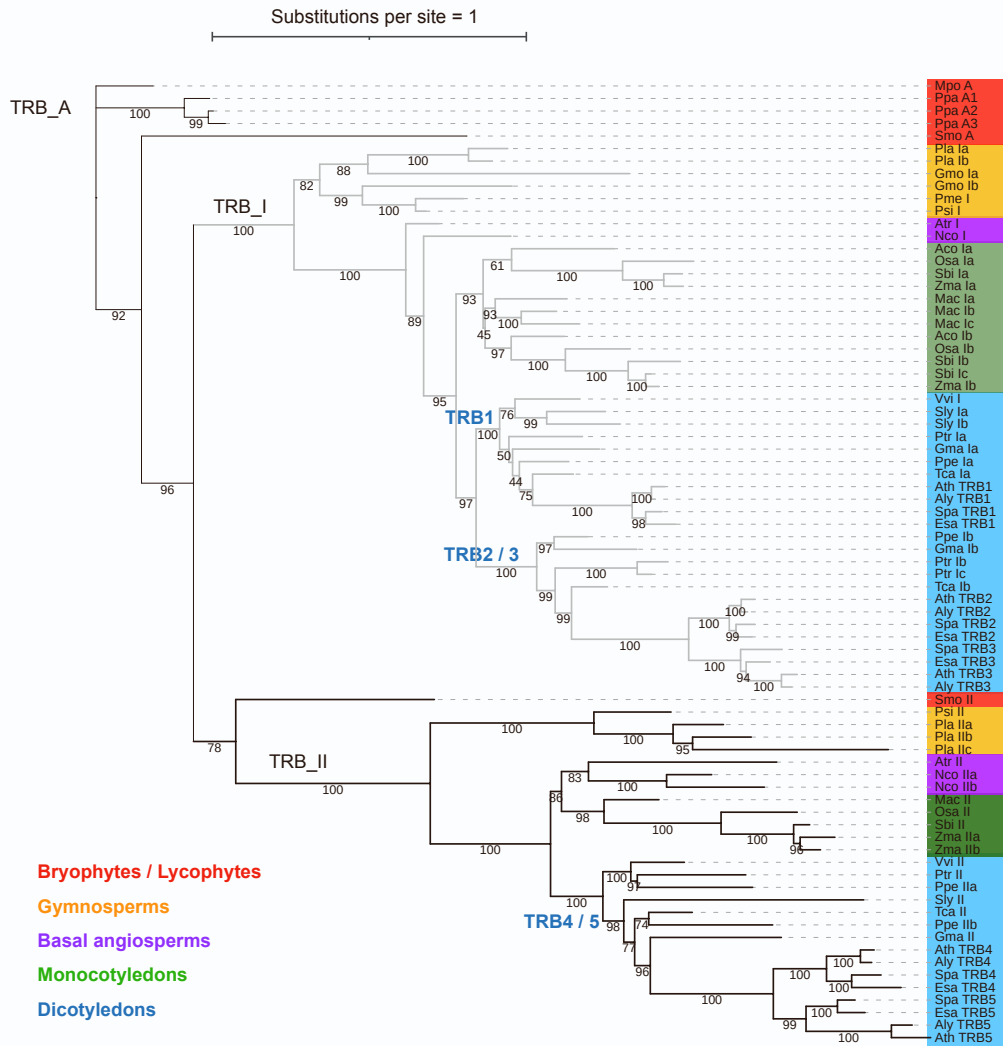 Substitutions per site = 1
TRB_A
TRB_I
TRB1
TRB2 / 3
TRB_II
TRB4 / 5
100
99
92
96
100
82
88
100
99
100
100
89
95
93
61
100
100
93
100
45
97
100
100
100
97
100
76
99
50
44
75
100
100
98
100
97
99
100
99
100
100
100
99
100
94
100
78
100
100
100
95
100
86
83
98
100
100
96
100
100
97
98
77
74
96
100
100
100
100
99
100
100
Mpo A
Ppa A1
Ppa A2
Ppa A3
Smo A
Pla Ia
Pla Ib
Gmo Ia
Gmo Ib
Pme I
Psi I
Atr I
Nco I
Aco Ia
Osa Ia
Sbi Ia
Zma Ia
Mac Ia
Mac Ib
Mac Ic
Aco Ib
Osa Ib
Sbi Ib
Sbi Ic
Zma Ib
Vvi I
Sly Ia
Sly Ib
Ptr Ia
Gma Ia
Ppe Ia
Tca Ia
Ath TRB1
Aly TRB1
Spa TRB1
Esa TRB1
Ppe Ib
Gma Ib
Ptr Ib
Ptr Ic
Tca Ib
Ath TRB2
Aly TRB2
Spa TRB2
Esa TRB2
Spa TRB3
Esa TRB3
Ath TRB3
Aly TRB3
Smo II
Psi II
Pla IIa
Pla IIb
Pla IIc
Atr II
Nco IIa
Nco IIb
Mac II
Osa II
Sbi II
Zma IIa
Zma IIb
Vvi II
Ptr II
Ppe IIa
Sly II
Tca II
Ppe IIb
Gma II
Ath TRB4
Aly TRB4
Spa TRB4
Esa TRB4
Spa TRB5
Esa TRB5
Aly TRB5
Ath TRB5
Bryophytes / Lycophytes
Gymnosperms
Basal angiosperms
Monocotyledons
Dicotyledons